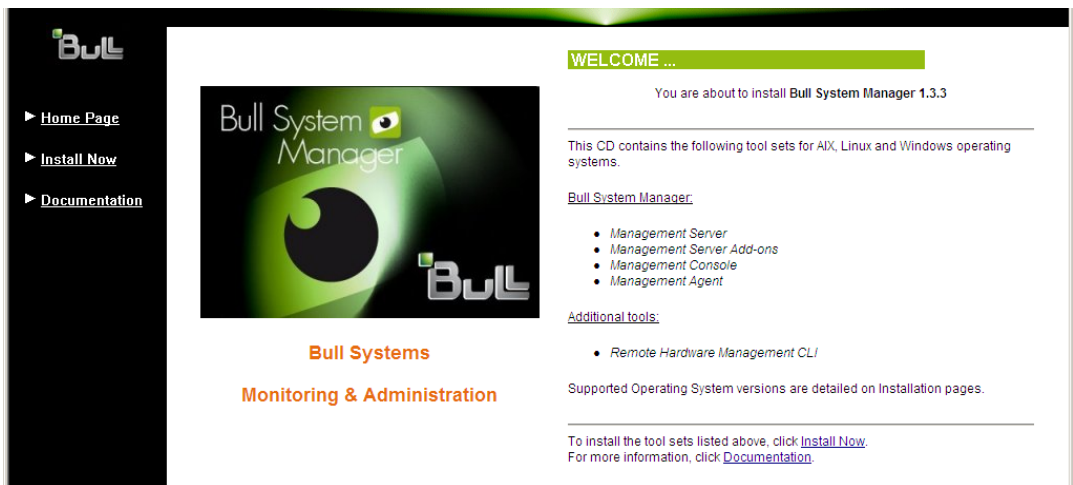 Bull
Home Page
Install Now
Documentation
Bull System
Manager
Bull
Bull Systems
Monitoring & Administration
WELCOME ...
You are about to install Bull System Manager 1.3.3
This CD contains the following tool sets for AIX, Linux and Windows operating
systems.
Bull System Manager:
Management Server
Management Server Add-ons
Management Console
Management Agent
Additional tools:
Remote Hardware Management CLI
Supported Operating System versions are detailed on Installation pages.
To install the tool sets listed above, click Install Now.
For more information, click Documentation.